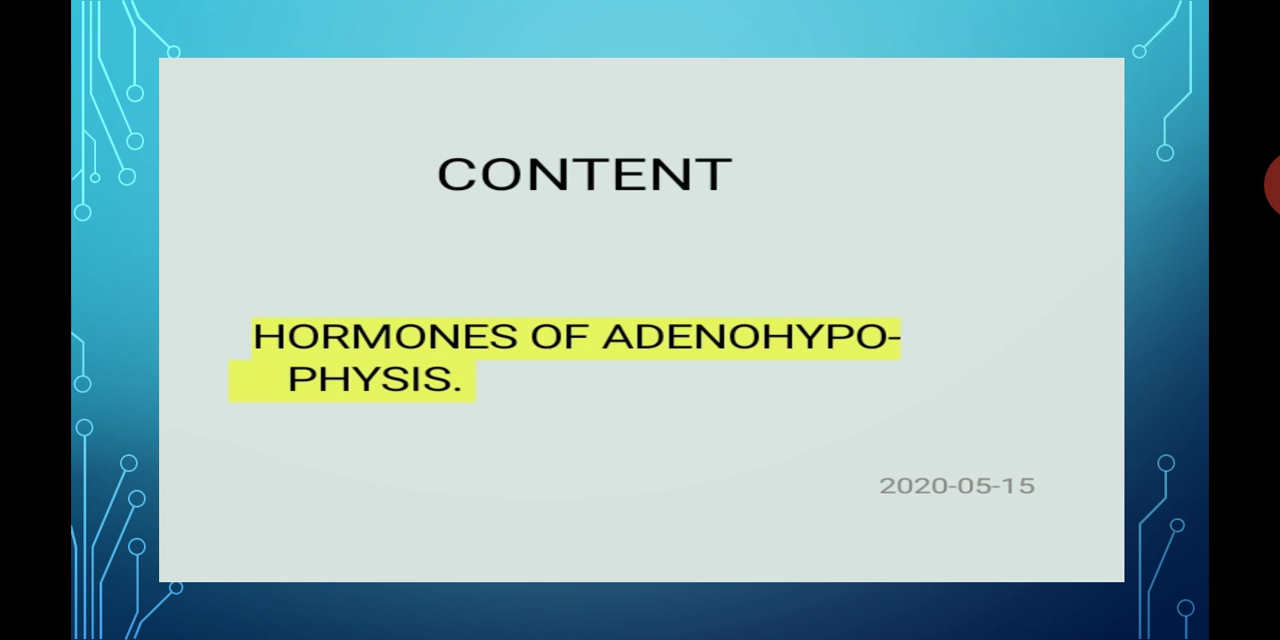 CONTENT
HORMONES OF ADENOHYPO-
PHYSIS.
2020-05-15